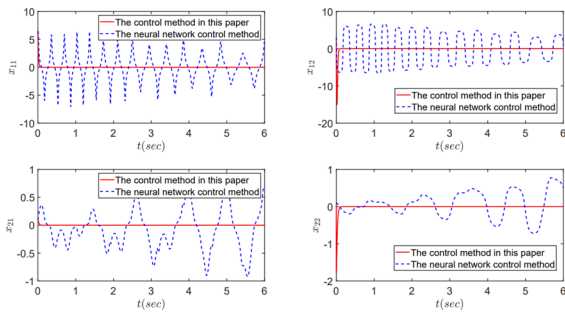 10
5
0
-5
-10
x11
The control method in this paper
The neural network control method
0 1 2 3 4 5 6
t(sec)
20
10
0
-10
-20
x12
The control method in this paper
The neural network control method
0 1 2 3 4 5 6
t(sec)
1
0.5
0
-0.5
-1
x21
The control method in this paper
The neural network control method
0 1 2 3 4 5 6
t(sec)
1
0
-1
-2
x22
The control method in this paper
The neural network control method
0 1 2 3 4 5 6
t(sec)